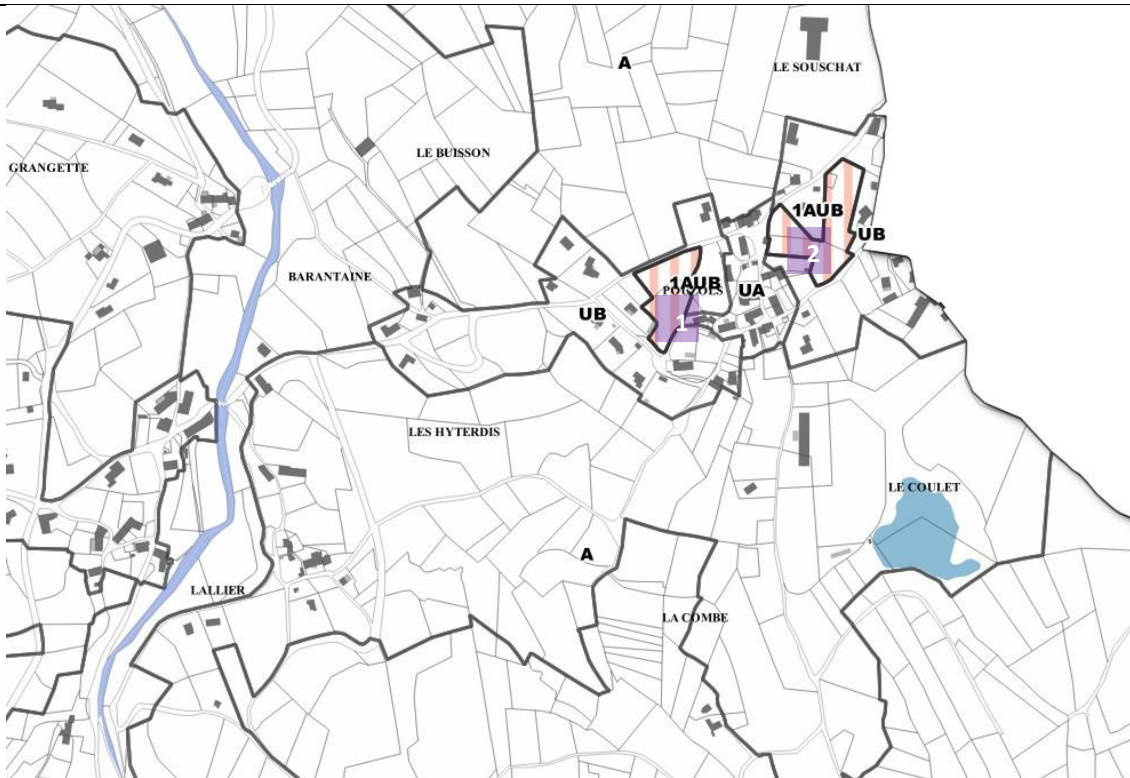 A
LE SOUSCHAT
LE BUISSON
GRANGETTE
1AUB
UB
2
BARANTAINE
1AUB
POUZOLS
UA
UB
1
LES HYTERDIS
LE COULET
A
LALLIER
LA COMBE